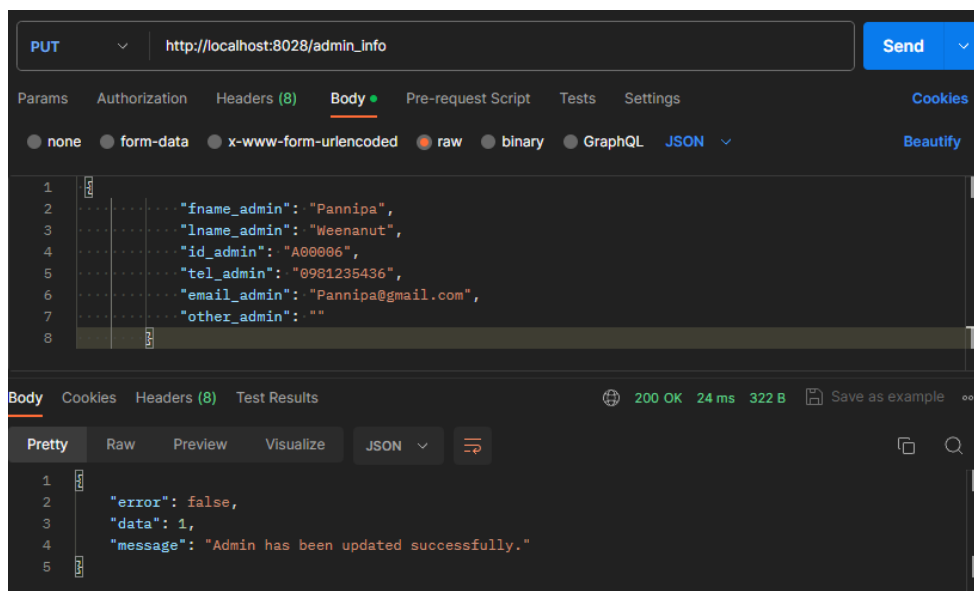 PUT http://localhost:8028/admin_info Send
Params Authorization Headers (8) Body Pre-request Script Tests Settings Cookies
none form-data x-www-form-urlencoded raw binary GraphQL JSON Beautify
1 {
2 "fname_admin": "Pannipa",
3 "lname_admin": "Weenanut",
4 "id_admin": "A00006",
5 "tel_admin": "0981235436",
6 "email_admin": "Pannipa@gmail.com",
7 "other_admin": ""
8 }
Body Cookies Headers (8) Test Results 200 OK 24 ms 322 B Save as example
Pretty Raw Preview Visualize JSON
1 {
2 "error": false,
3 "data": 1,
4 "message": "Admin has been updated successfully."
5 }